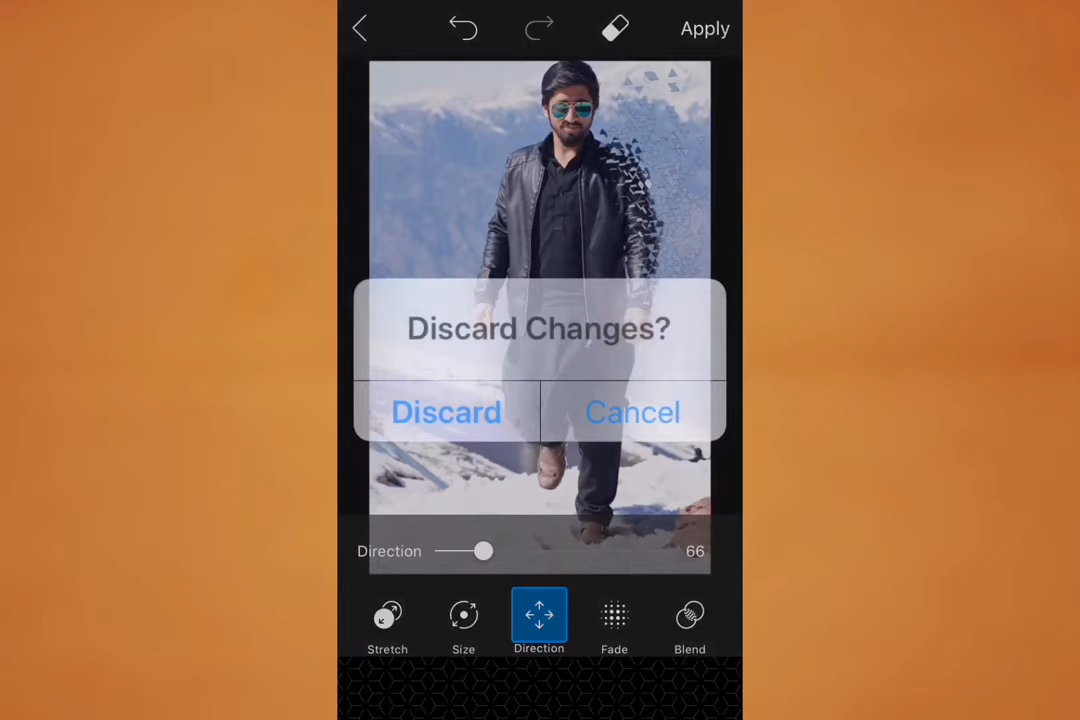 Apply
Discard Changes?
Discard Cancel
Direction 66
Stretch Size Direction Fade Blend